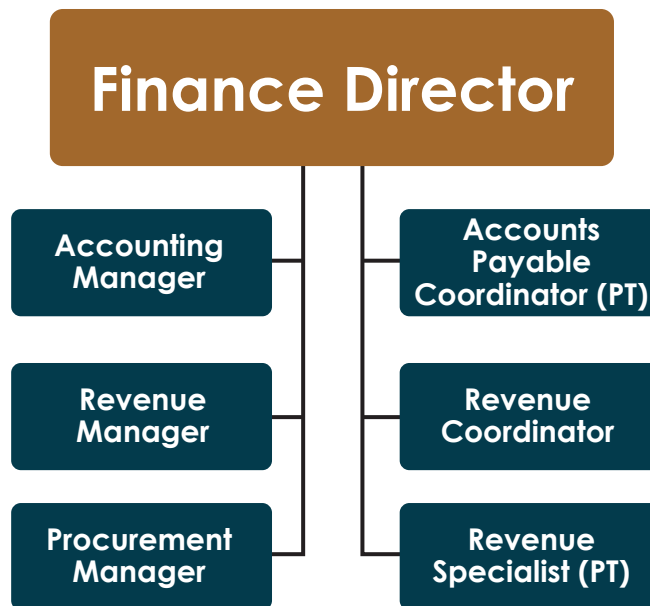 Finance Director
Accounting
Manager
Accounts
Payable
Coordinator (PT)
Revenue
Manager
Revenue
Coordinator
Procurement
Manager
Revenue
Specialist (PT)